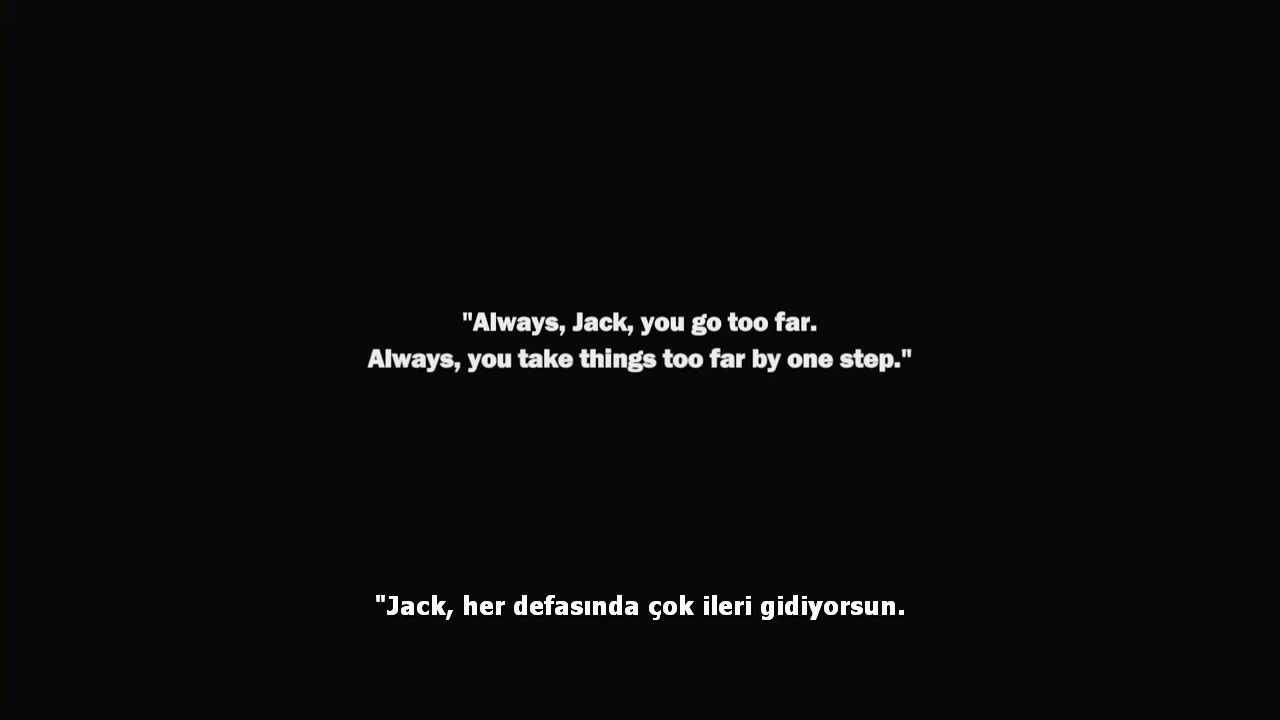 "Always, Jack, you go too far.
Always, you take things too far by one step."
"Jack, her defasında çok ileri gidiyorsun.